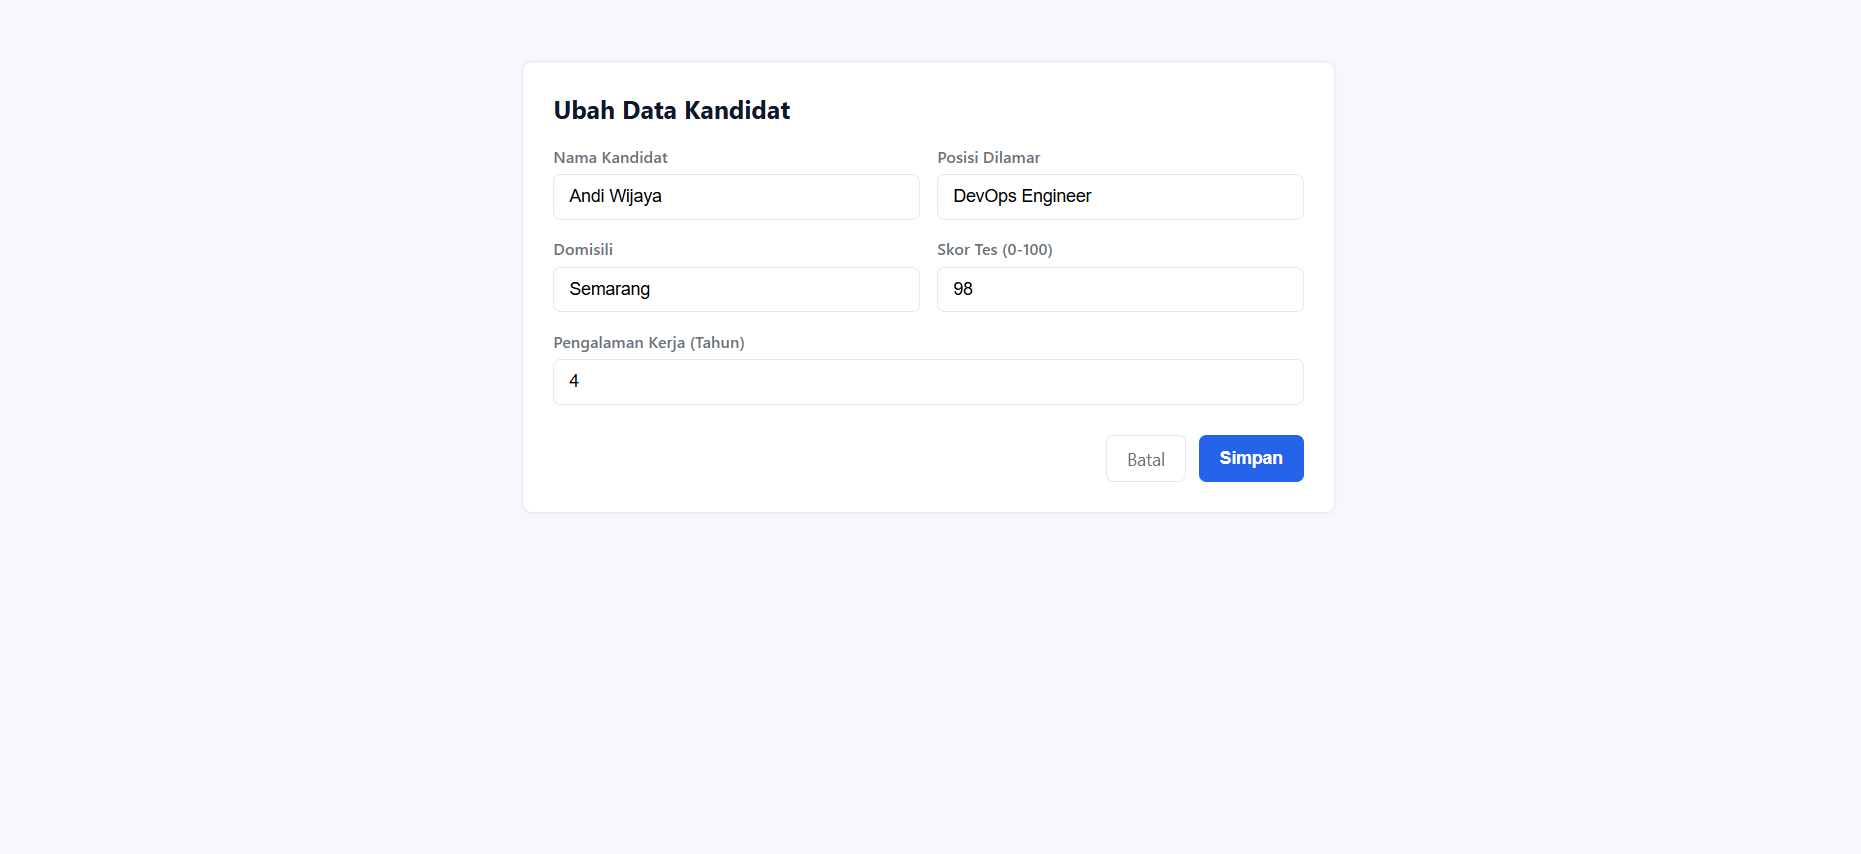 Ubah Data Kandidat
Nama Kandidat
Andi Wijaya
Posisi Dilamar
DevOps Engineer
Domisili
Semarang
Skor Tes (0-100)
98
Pengalaman Kerja (Tahun)
4
Batal
Simpan